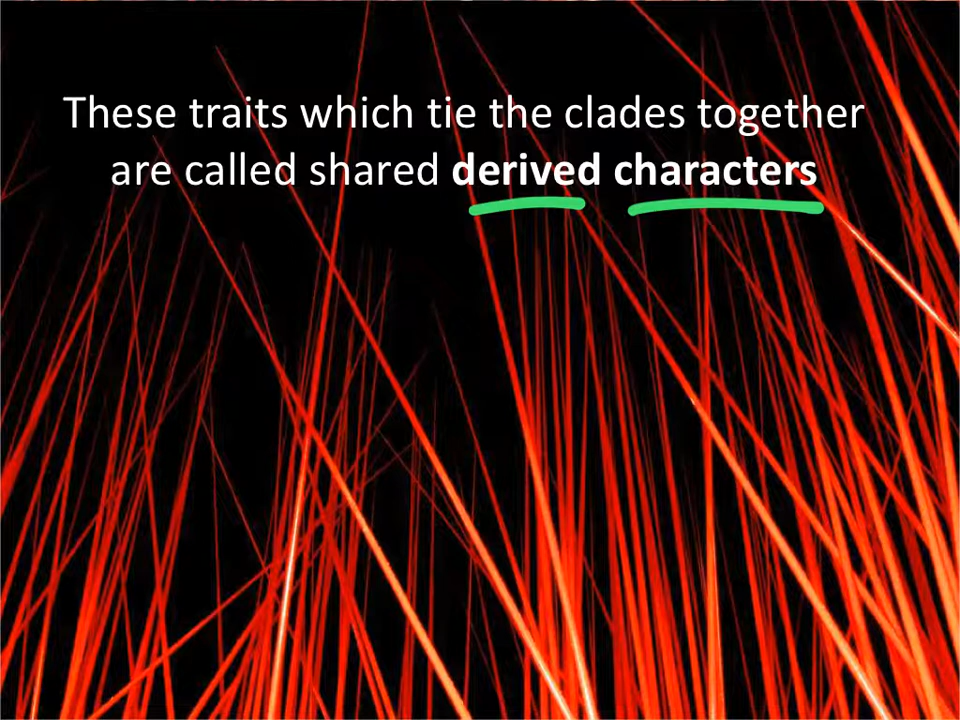 These traits which tie the clades together
are called shared derived characters